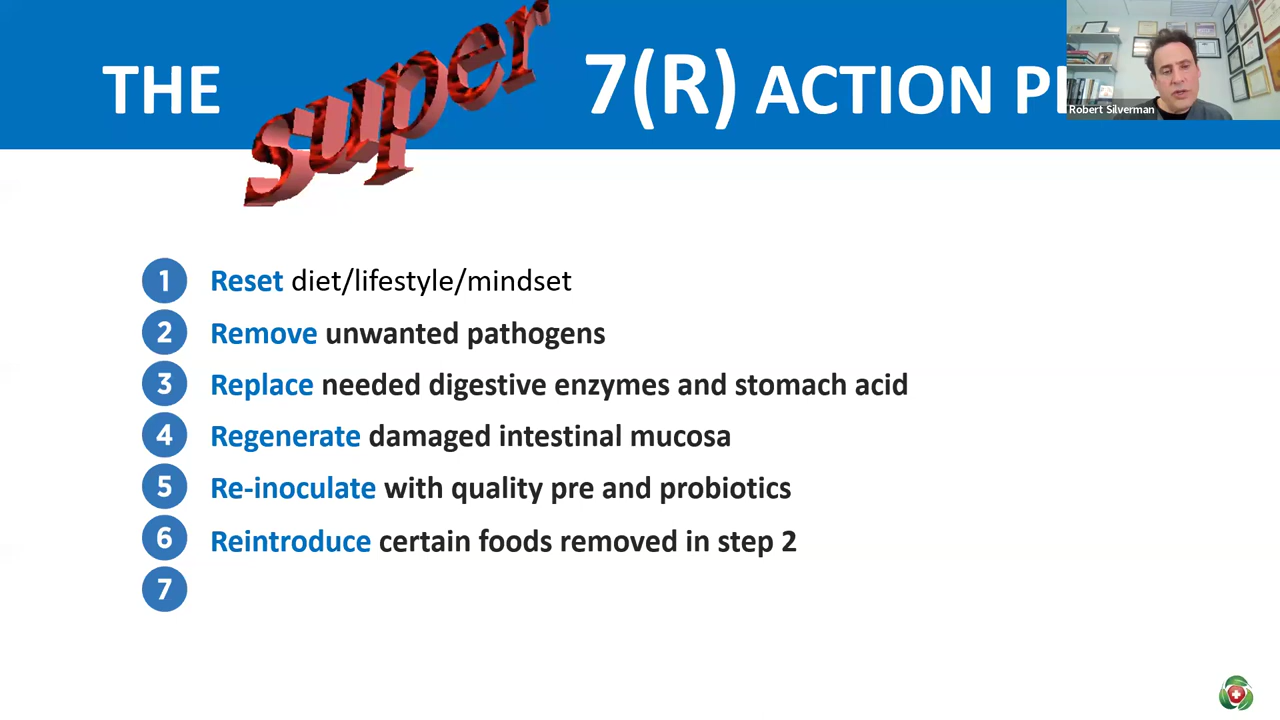 THE super 7(R) ACTION PL
Robert Silverman
1 Reset diet/lifestyle/mindset
2 Remove unwanted pathogens
3 Replace needed digestive enzymes and stomach acid
4 Regenerate damaged intestinal mucosa
5 Re-inoculate with quality pre and probiotics
6 Reintroduce certain foods removed in step 2
7